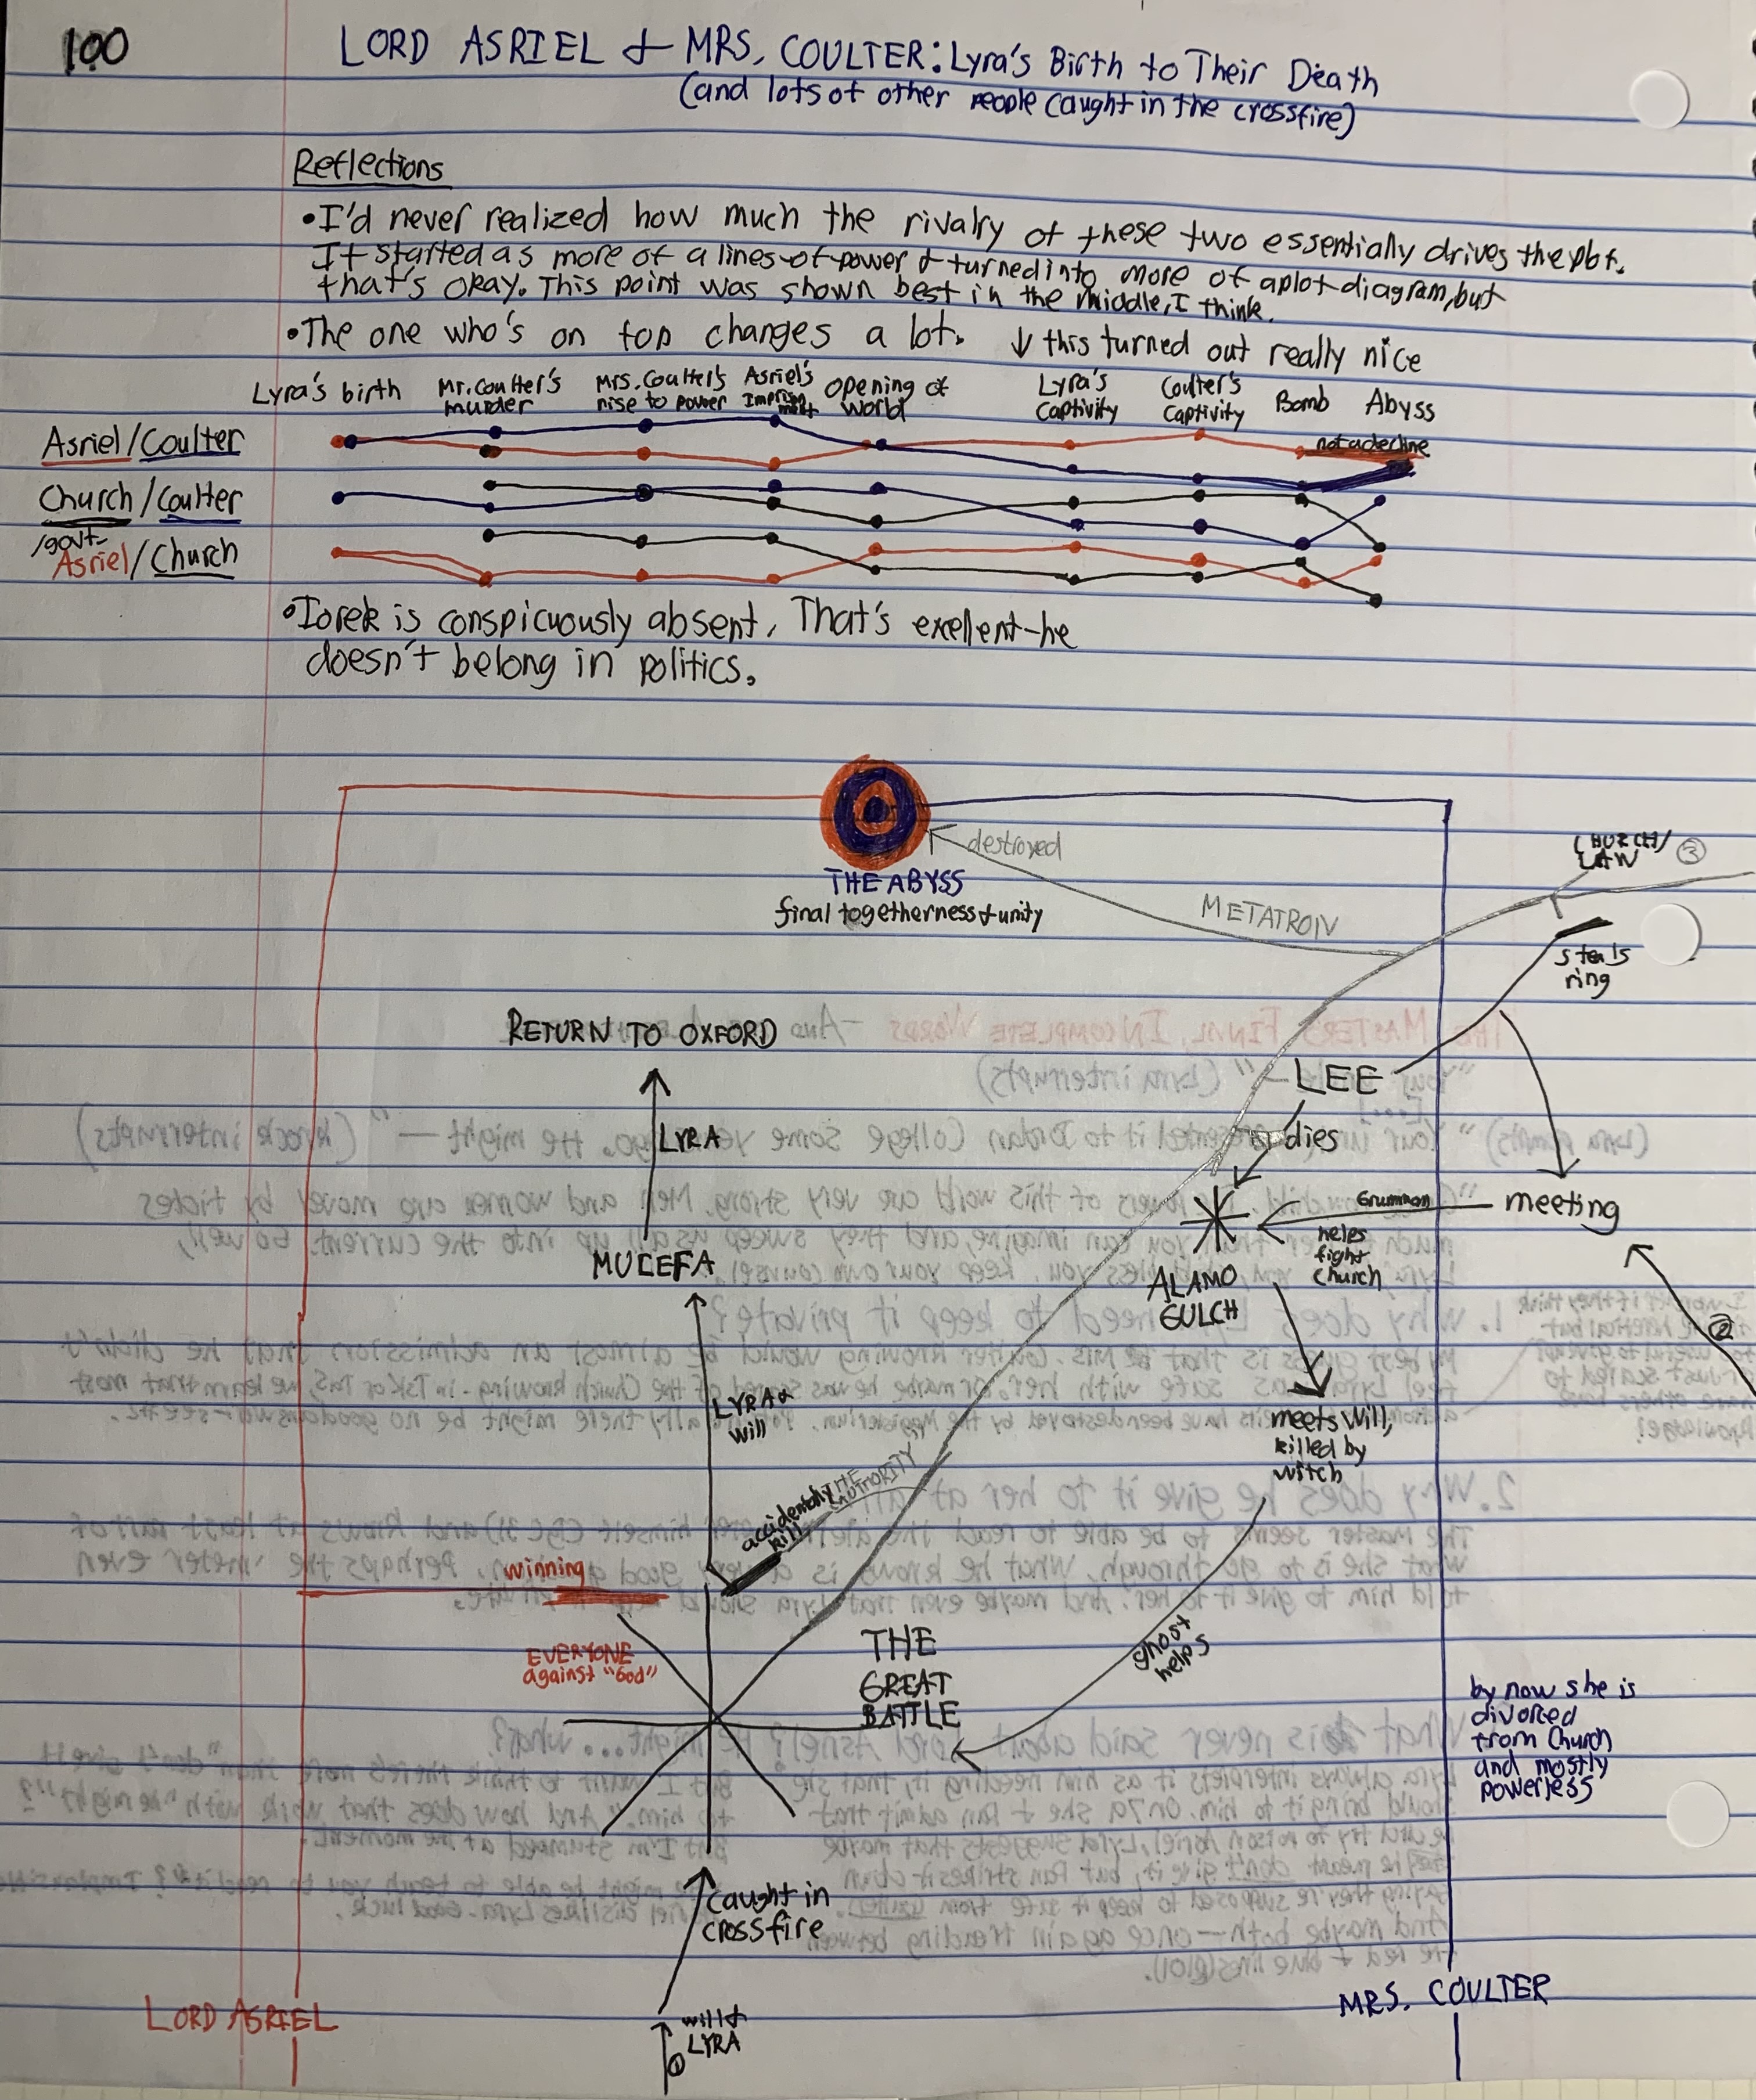 100
LORD ASRIEL & MRS. COULTER: Lyra's Birth to Their Death
(and lots of other people caught in the crossfire)
Reflections
•I'd never realized how much the rivalry of these two essentially drives the plot.
It started as more of a lines-of-power & turned into more of a plot diagram, but
that's okay. This point was shown best in the middle, I think.
•The one who's on top changes a lot. ↓ this turned out really nice
Lyra's birth
Mr. Coulter's
murder
Mrs. Coulter's
rise to power
Asriel's
Imprison
ment
Opening of
World
Lyra's
Captivity
Coulter's
Captivity
Bomb
Abyss
Asriel/Coulter
not a decline
Church/Coulter
/govt.
Asriel/Church
•Iorek is conspicuously absent. That's excellent-he
doesn't belong in politics.
CHURCH/
LAW
③
destroyed
THE ABYSS
final togetherness & unity
METATRON
steals
ring
RETURN TO OXFORD
LEE
LYRA
dies
Grumman
meeting
helps
fight
Church
MULEFA
ALAMO
GULCH
②
LYRA &
Will
meets Will,
killed by
witch
THE
AUTHORITY
accidentally
kill
winning
EVERYONE
against "God"
THE
GREAT
BATTLE
ghost
helps
by now she is
divorced
from Church
and mostly
powerless
caught in
crossfire
LORD ASRIEL
MRS. COULTER
will &
LYRA
①